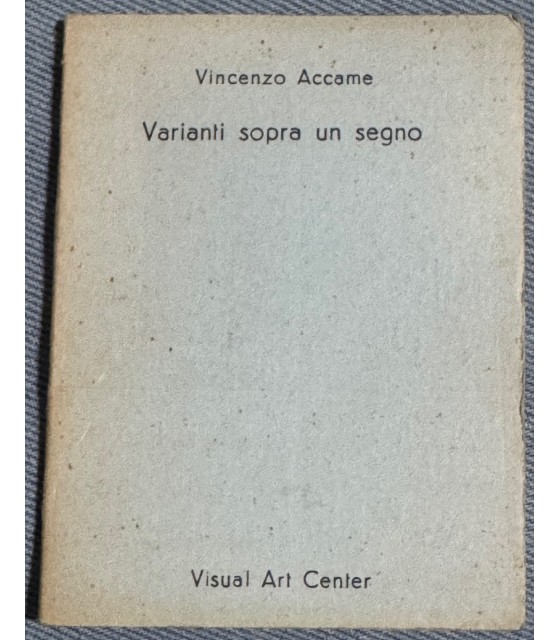 Vincenzo Accame
Varianti sopra un segno
Visual Art Center